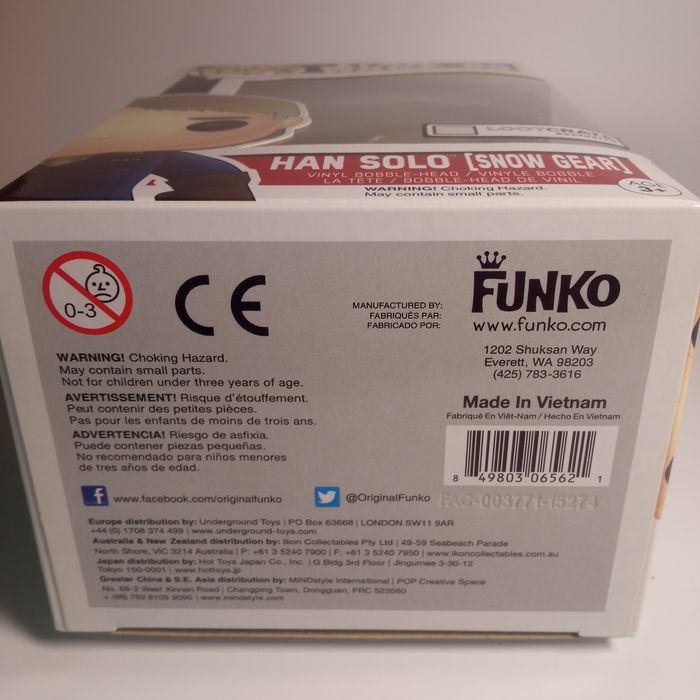 LOOTCRATE
EXCLUSIVE
HAN SOLO™ [SNOW GEAR]
VINYL BOBBLE-HEAD / VINYLE BOBBLE
LA TÊTE / BOBBLE-HEAD DE VINIL
WARNING! Choking Hazard.
May contain small parts.
AGE
3+
0-3
CE
MANUFACTURED BY:
FABRIQUÉS PAR:
FABRICADO POR:
FUNKO
www.funko.com
1202 Shuksan Way
Everett, WA 98203
(425) 783-3616
WARNING! Choking Hazard.
May contain small parts.
Not for children under three years of age.
AVERTISSEMENT! Risque d'étouffement.
Peut contenir des petites pièces.
Pas pour les enfants de moins de trois ans.
ADVERTENCIA! Riesgo de asfixia.
Puede contener piezas pequeñas.
No recomendado para niños menores
de tres años de edad.
Made In Vietnam
Fabriqué En Viêt-Nam / Hecho En Vietnam
8 49803 06562 1
FAC-003771-15274
www.facebook.com/originalfunko
@OriginalFunko
Europe distribution by: Underground Toys | PO Box 63668 | LONDON SW11 9AR
+44 (0) 1708 374 499 | www.underground-toys.com
Australia & New Zealand distribution by: Ikon Collectables Pty Ltd | 49-59 Seabeach Parade
North Shore, VIC 3214 Australia | P: +61 3 5240 7900 | F: +61 3 5240 7950 | www.ikoncollectables.com.au
Japan distribution by: Hot Toys Japan Co., Inc. | G Bldg 3rd Floor | Jingumae 3-30-12
Tokyo 150-0001 | www.hottoys.jp
Greater China & S.E. Asia distribution by: MINDstyle International | POP Creative Space
No. 68-2 West Xinnan Road | Changping Town, Dongguan, PRC 523560
+ (86) 769 8109 9090 | www.mindstyle.com